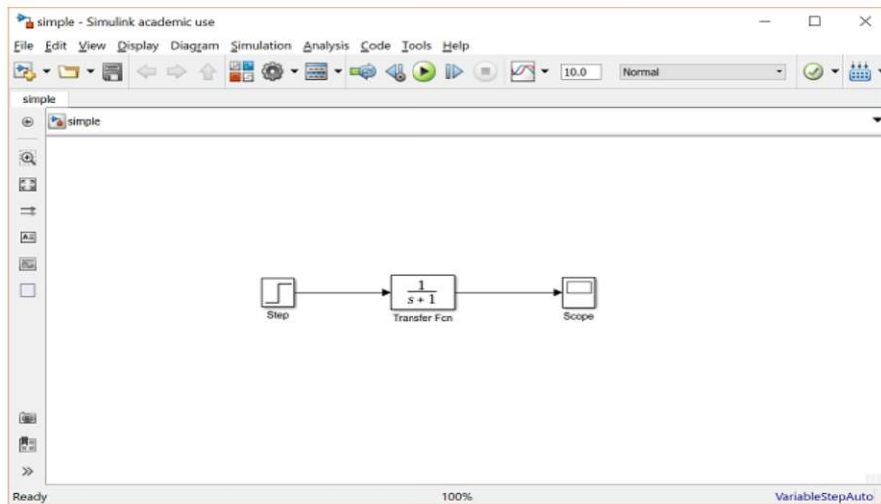 simple - Simulink academic use
File Edit View Display Diagram Simulation Analysis Code Tools Help
10.0 Normal
simple
simple
1
s + 1
Step
Transfer Fcn
Scope
Ready 100% VariableStepAuto